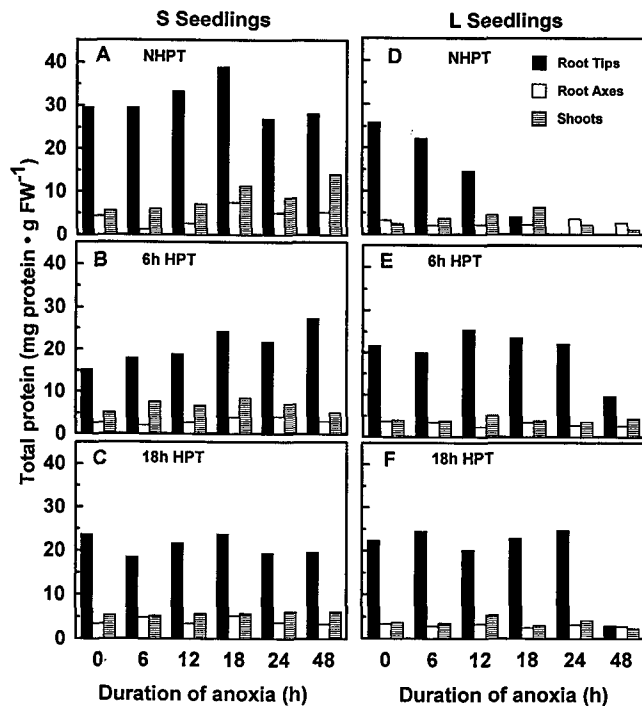 S Seedlings
L Seedlings
A
NHPT
D
NHPT
Root Tips
Root Axes
Shoots
40
30
20
10
0
B
6h HPT
E
6h HPT
40
30
20
10
0
C
18h HPT
F
18h HPT
40
30
20
10
0
Total protein (mg protein • g FW⁻¹)
0 6 12 18 24 48
0 6 12 18 24 48
Duration of anoxia (h)
Duration of anoxia (h)